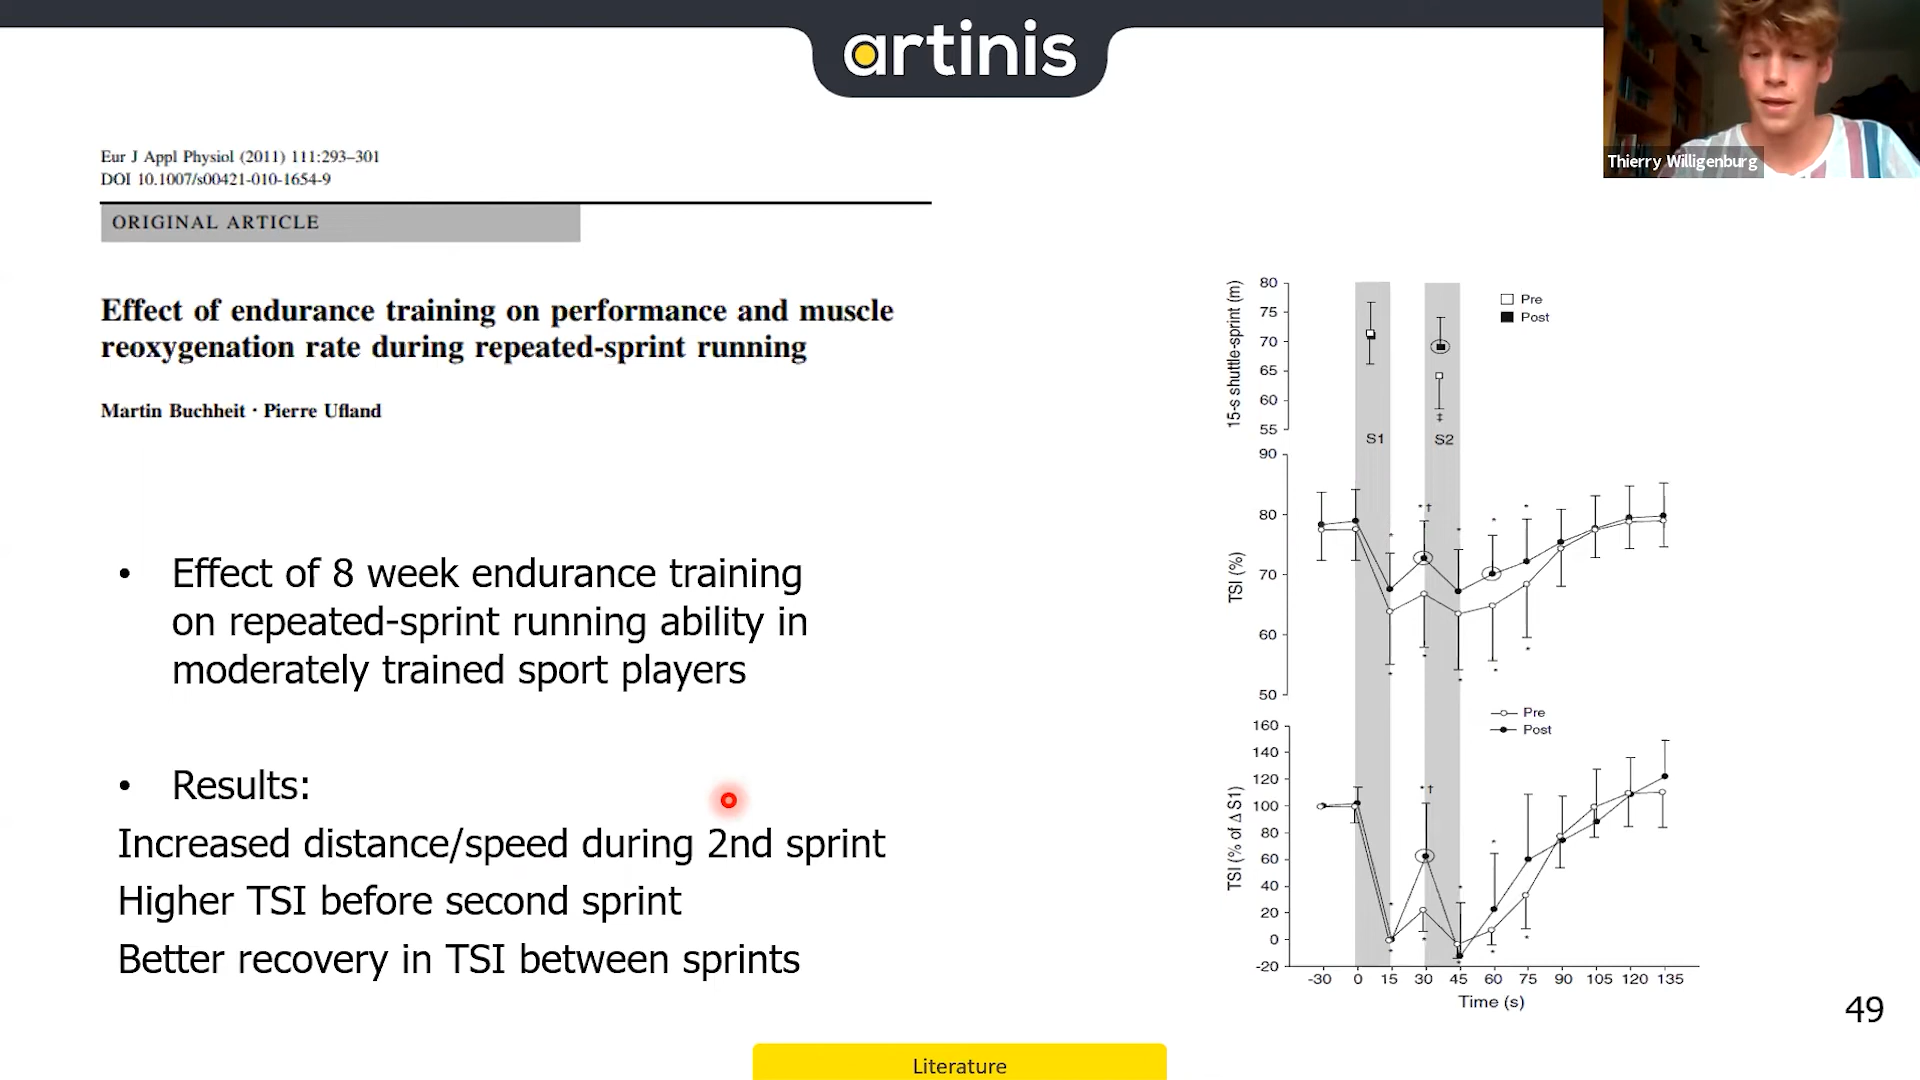 artinis
Thierry Willigenburg
Eur J Appl Physiol (2011) 111:293–301
DOI 10.1007/s00421-010-1654-9
ORIGINAL ARTICLE
Effect of endurance training on performance and muscle
reoxygenation rate during repeated-sprint running
Martin Buchheit · Pierre Ufland
• Effect of 8 week endurance training
on repeated-sprint running ability in
moderately trained sport players
• Results:
Increased distance/speed during 2nd sprint
Higher TSI before second sprint
Better recovery in TSI between sprints
15-s shuttle-sprint (m)
80
75
70
65
60
55
Pre
Post
S1 S2
‡
TSI (%)
90
80
70
60
50
* †
Pre
Post
TSI (% of Δ S1)
160
140
120
100
80
60
40
20
0
-20
* †
-30 0 15 30 45 60 75 90 105 120 135
Time (s)
49
Literature